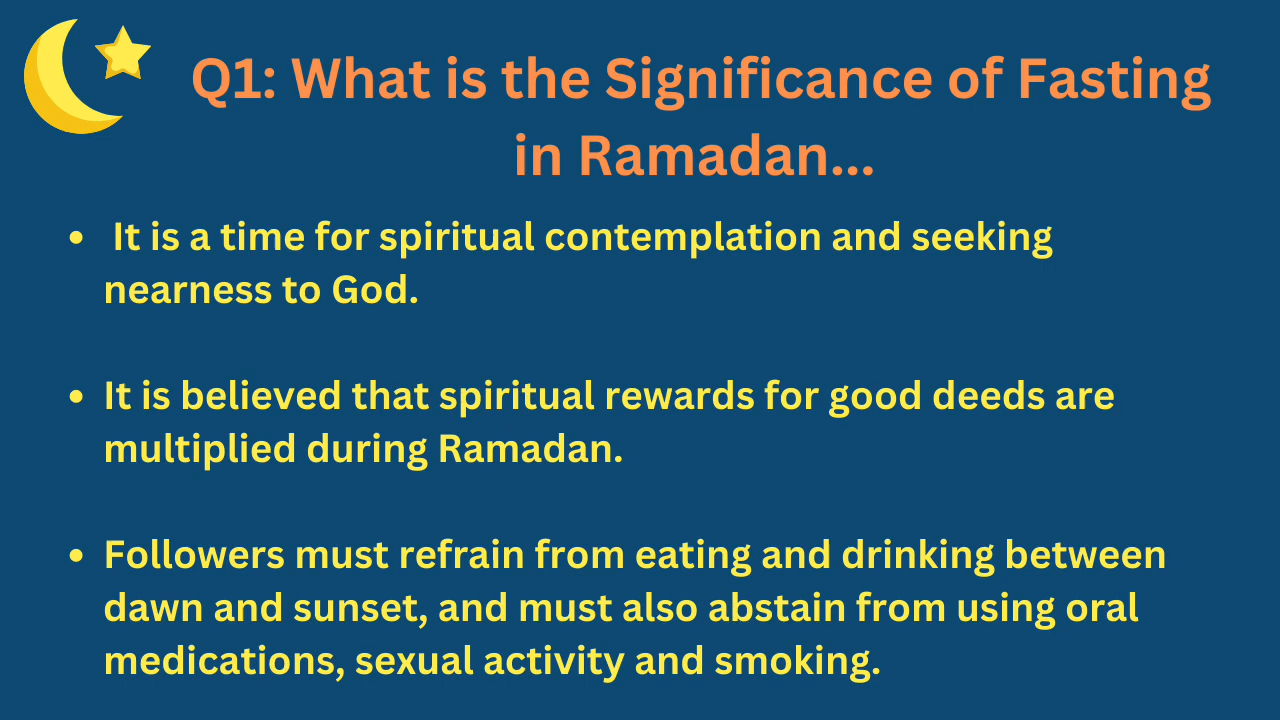 Q1: What is the Significance of Fasting
in Ramadan...
• It is a time for spiritual contemplation and seeking
nearness to God.
• It is believed that spiritual rewards for good deeds are
multiplied during Ramadan.
• Followers must refrain from eating and drinking between
dawn and sunset, and must also abstain from using oral
medications, sexual activity and smoking.